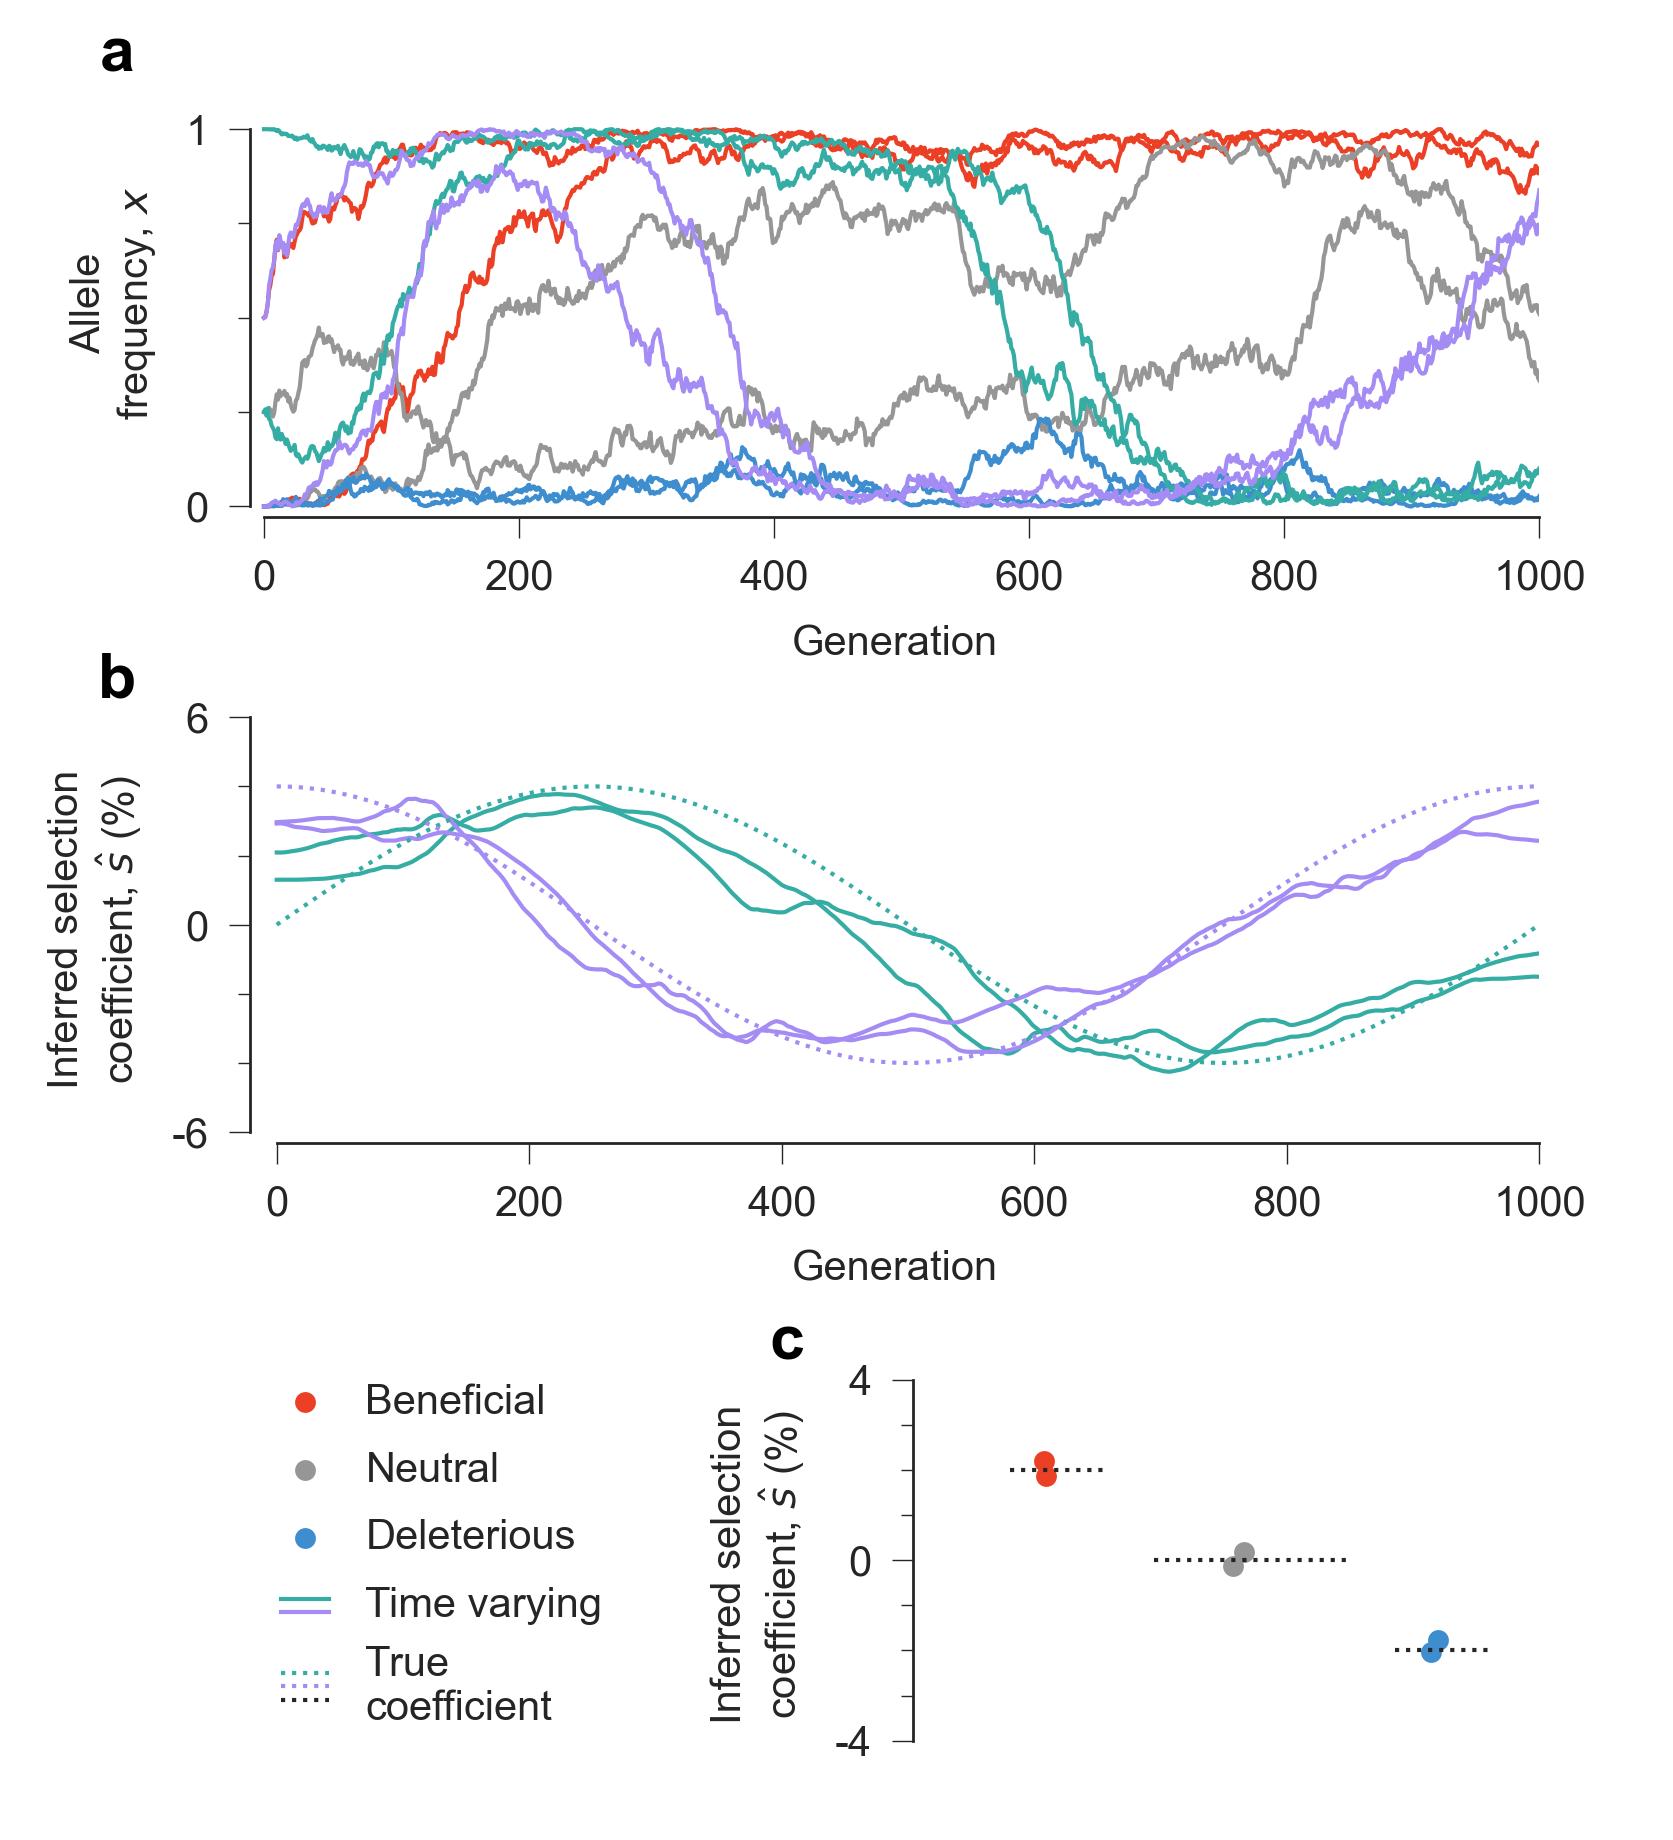 a
1
0
Allele
frequency, x
0 200 400 600 800 1000
Generation
b
6
0
-6
Inferred selection
coefficient, ŝ (%)
0 200 400 600 800 1000
Generation
Beneficial
Neutral
Deleterious
Time varying
True
coefficient
c
4
0
-4
Inferred selection
coefficient, ŝ (%)